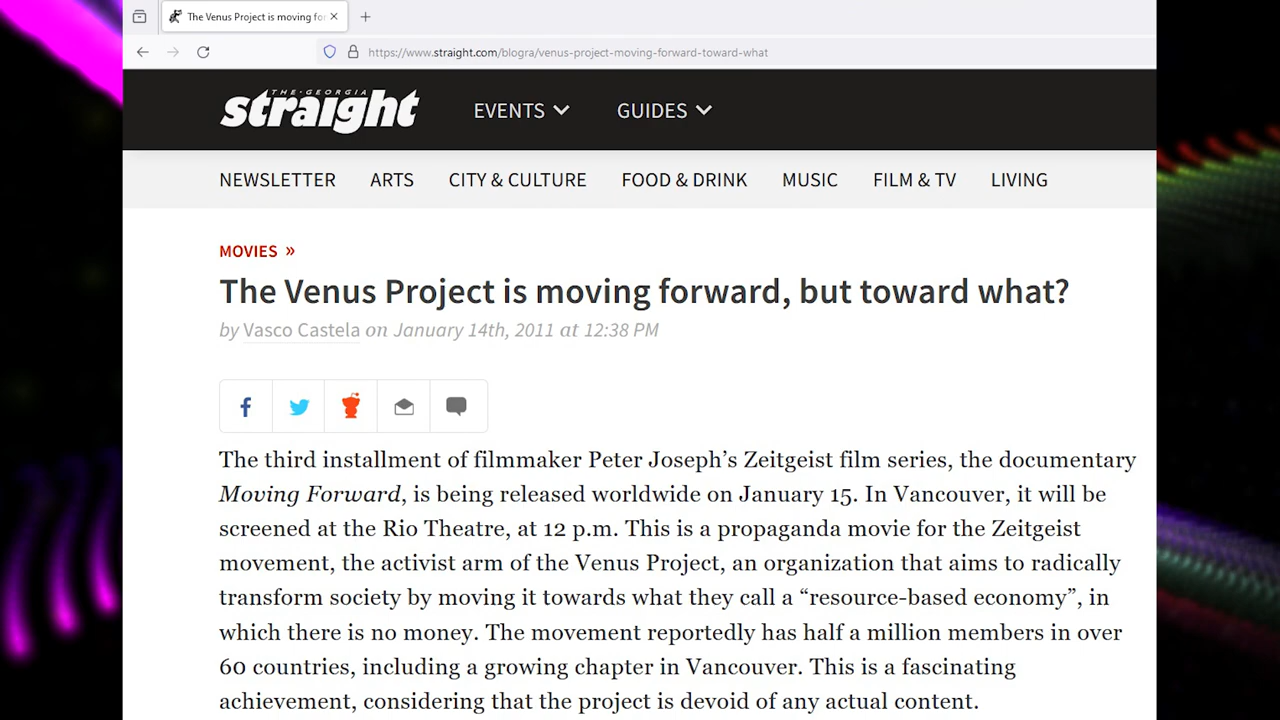 The Venus Project is moving for
https://www.straight.com/blogra/venus-project-moving-forward-toward-what
THE GEORGIA
straight
EVENTS
GUIDES
NEWSLETTER ARTS CITY & CULTURE FOOD & DRINK MUSIC FILM & TV LIVING
MOVIES »
The Venus Project is moving forward, but toward what?
by Vasco Castela on January 14th, 2011 at 12:38 PM
The third installment of filmmaker Peter Joseph’s Zeitgeist film series, the documentary
Moving Forward, is being released worldwide on January 15. In Vancouver, it will be
screened at the Rio Theatre, at 12 p.m. This is a propaganda movie for the Zeitgeist
movement, the activist arm of the Venus Project, an organization that aims to radically
transform society by moving it towards what they call a “resource-based economy”, in
which there is no money. The movement reportedly has half a million members in over
60 countries, including a growing chapter in Vancouver. This is a fascinating
achievement, considering that the project is devoid of any actual content.